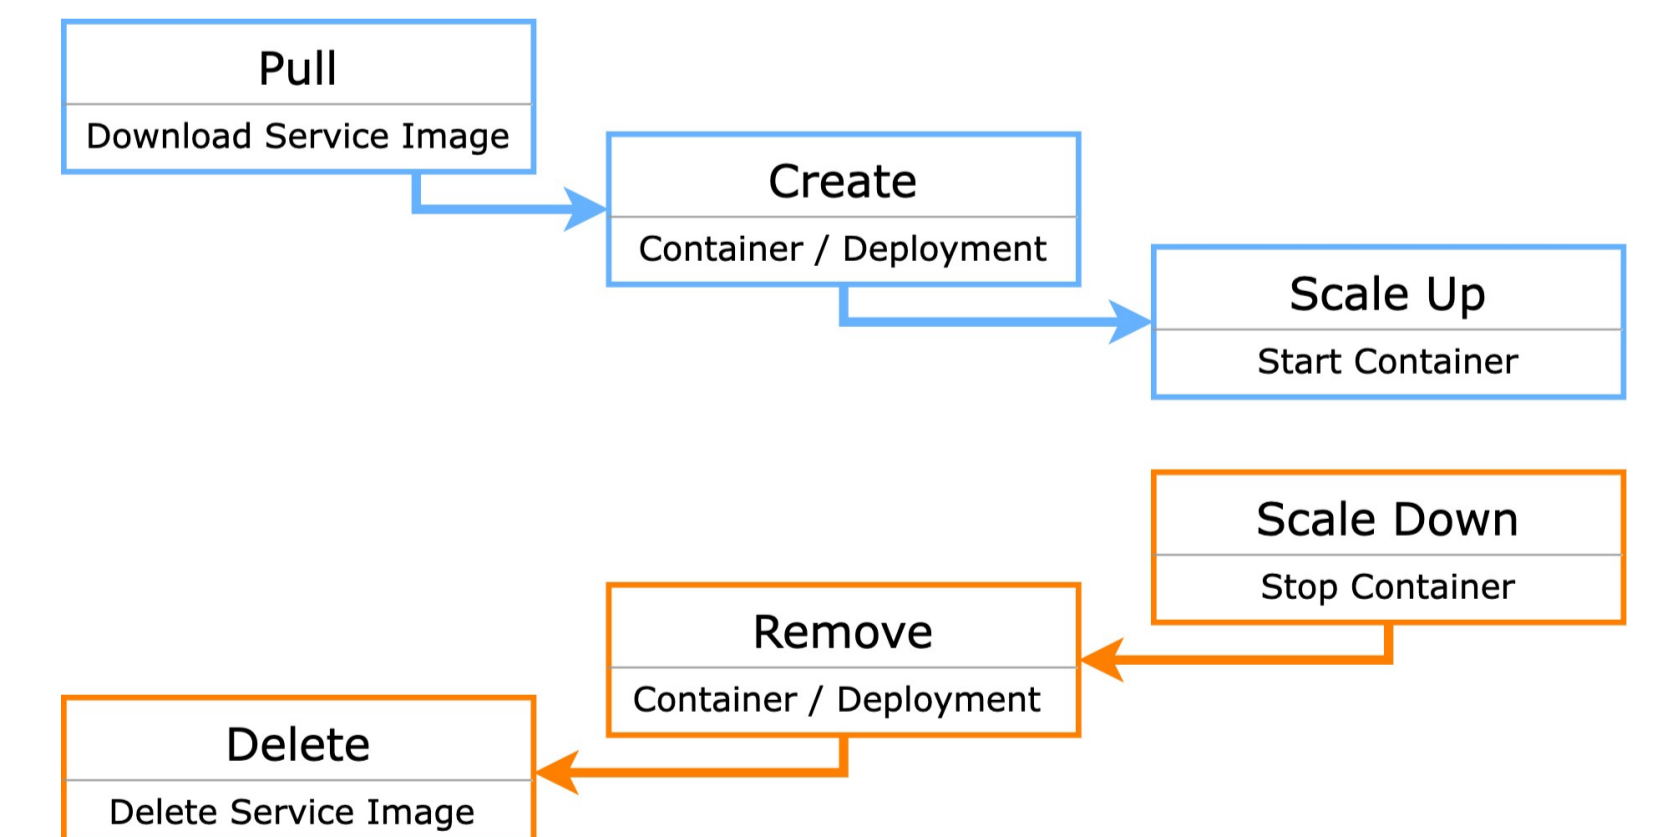 Pull
Download Service Image
Create
Container / Deployment
Scale Up
Start Container
Scale Down
Stop Container
Remove
Container / Deployment
Delete
Delete Service Image